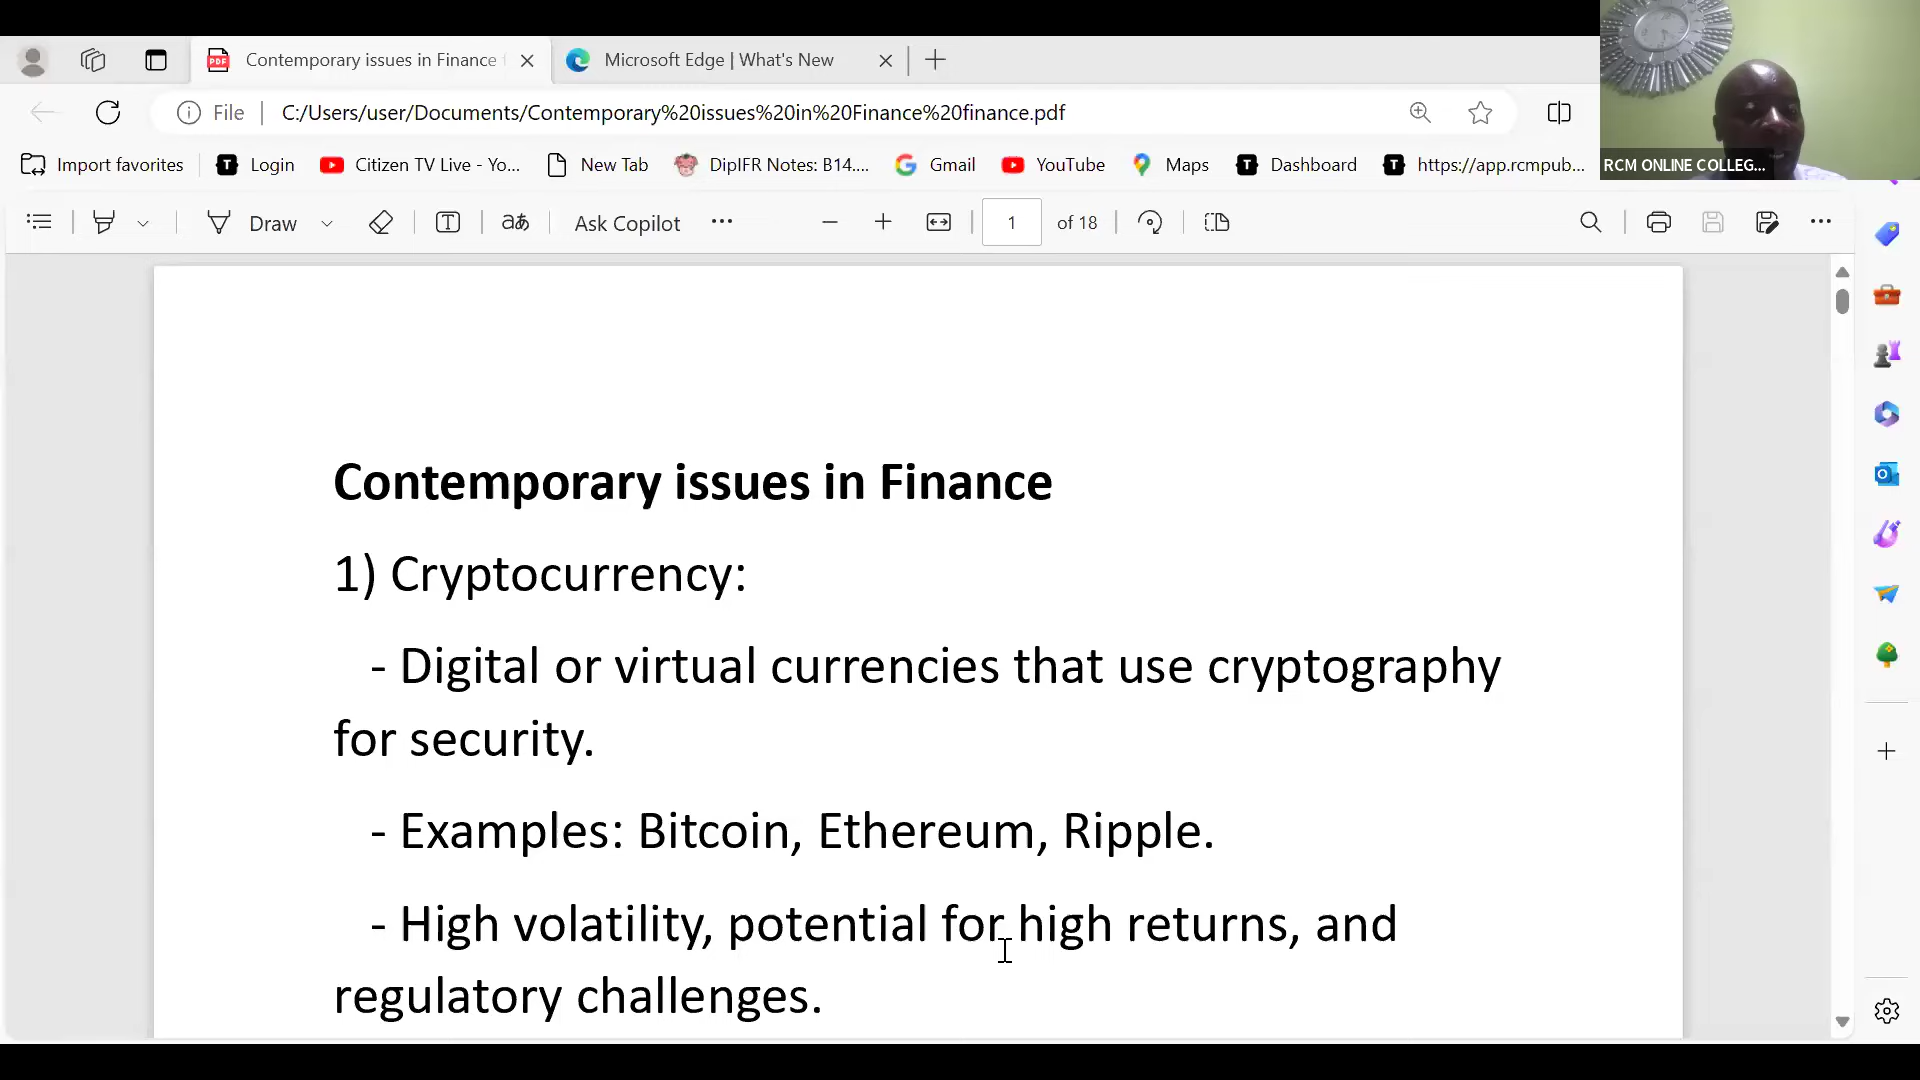 Contemporary issues in Finance
Microsoft Edge | What's New
File
C:/Users/user/Documents/Contemporary%20issues%20in%20Finance%20finance.pdf
RCM ONLINE COLLEG...
Import favorites
Login
Citizen TV Live - Yo...
New Tab
DipIFR Notes: B14....
Gmail
YouTube
Maps
Dashboard
https://app.rcmpub...
Draw
Ask Copilot
1 of 18
Contemporary issues in Finance
1) Cryptocurrency:
- Digital or virtual currencies that use cryptography
for security.
- Examples: Bitcoin, Ethereum, Ripple.
- High volatility, potential for high returns, and
regulatory challenges.